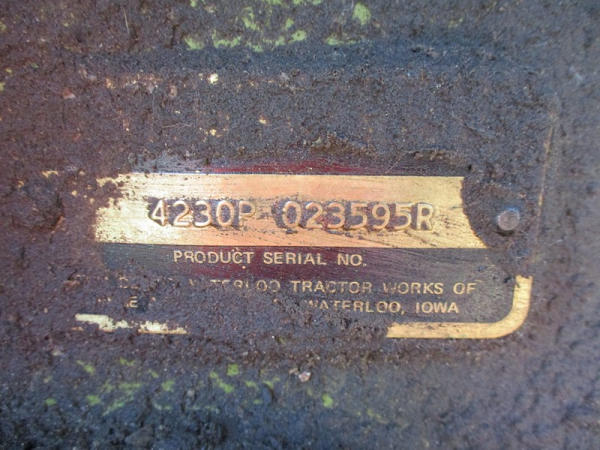 4230P 023595R
PRODUCT SERIAL NO.
WATERLOO TRACTOR WORKS OF
WATERLOO, IOWA